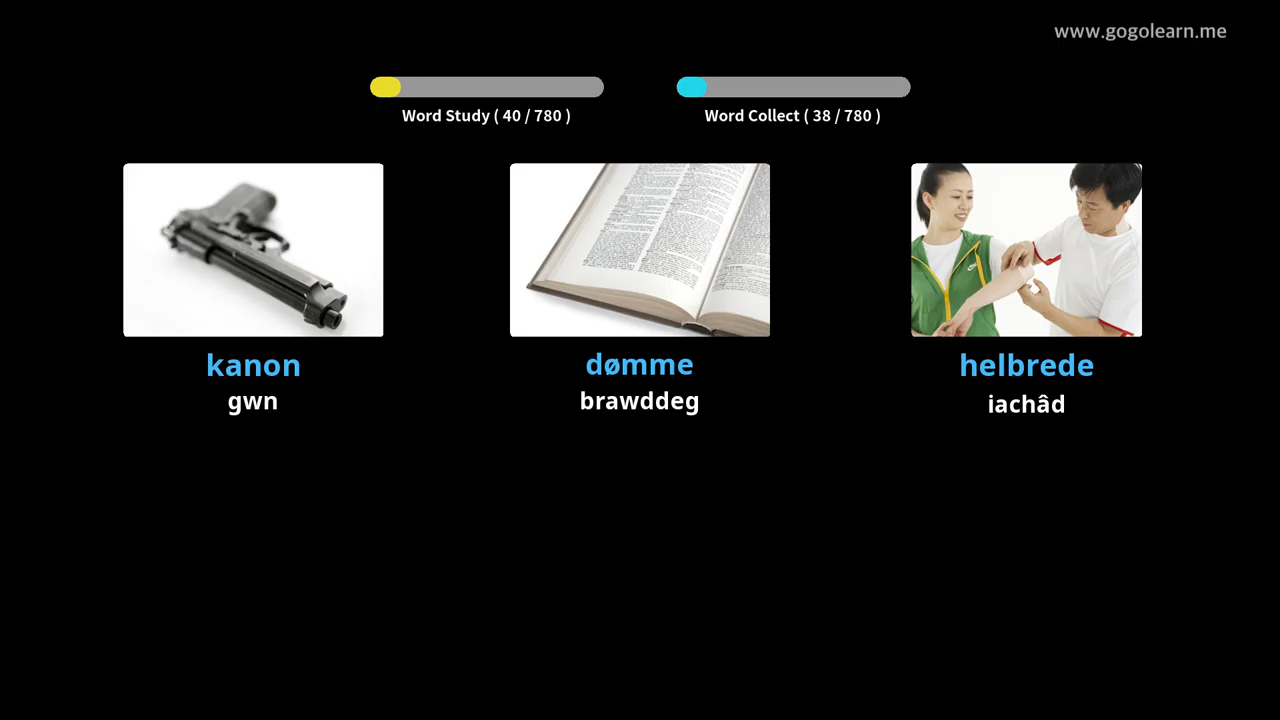 www.gogolearn.me
Word Study ( 40 / 780 )
Word Collect ( 38 / 780 )
kanon
dømme
helbrede
gwn
brawddeg
iachâd